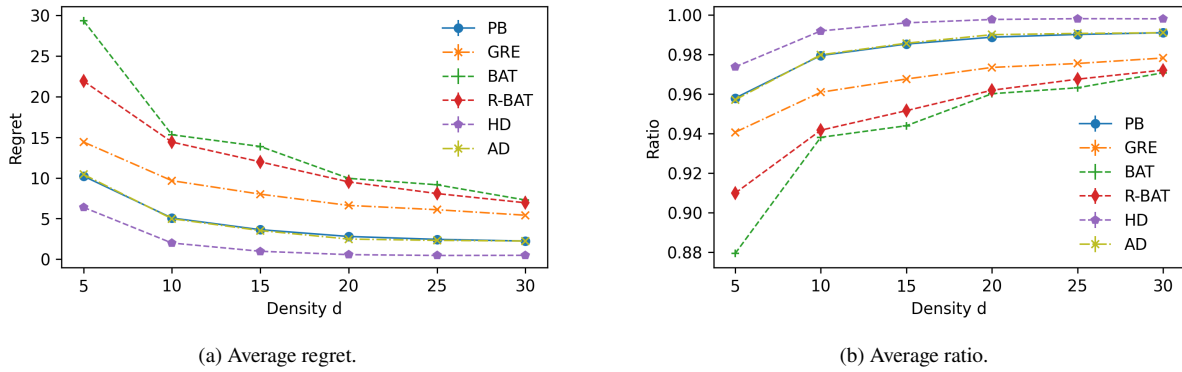 30
25
20
15
10
5
0
Regret
5 10 15 20 25 30
Density d
PB
GRE
BAT
R-BAT
HD
AD
(a) Average regret.
1.00
0.98
0.96
0.94
0.92
0.90
0.88
Ratio
5 10 15 20 25 30
Density d
PB
GRE
BAT
R-BAT
HD
AD
(b) Average ratio.